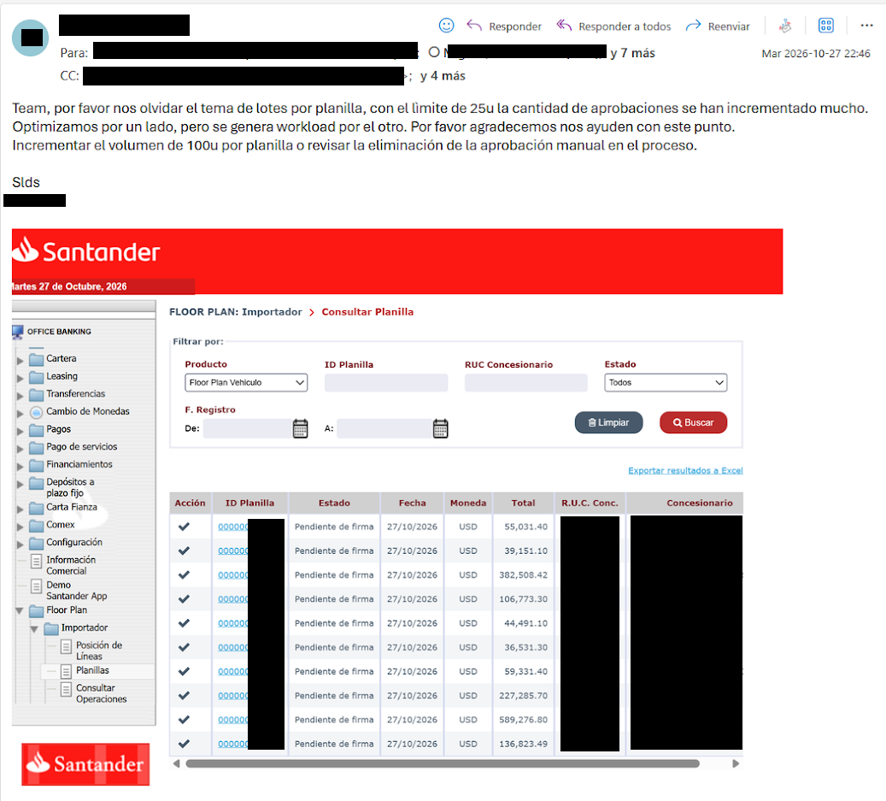 Responder
Responder a todos
Reenviar
Para:
y 7 más
Mar 2026-10-27 22:46
CC:
; y 4 más
Team, por favor nos olvidar el tema de lotes por planilla, con el lìmite de 25u la cantidad de aprobaciones se han incrementado mucho.
Optimizamos por un lado, pero se genera workload por el otro. Por favor agradecemos nos ayuden con este punto.
Incrementar el volumen de 100u por planilla o revisar la eliminación de la aprobación manual en el proceso.
Slds
Santander
artes 27 de Octubre, 2026
OFFICE BANKING
Cartera
Leasing
Transferencias
Cambio de Monedas
Pagos
Pago de servicios
Financiamientos
Depósitos a
plazo fijo
Carta Fianza
Comex
Configuración
Información
Comercial
Demo
Santander App
Floor Plan
Importador
Posición de
Líneas
Planillas
Consultar
Operaciones
Santander
FLOOR PLAN: Importador > Consultar Planilla
Filtrar por:
Producto ID Planilla RUC Concesionario Estado
Floor Plan Vehiculo Todos
F. Registro
De: A: Limpiar Buscar
Exportar resultados a Excel
Acción ID Planilla Estado Fecha Moneda Total R.U.C. Conc. Concesionario
00000 Pendiente de firma 27/10/2026 USD 55,031.40
00000 Pendiente de firma 27/10/2026 USD 39,151.10
00000 Pendiente de firma 27/10/2026 USD 382,508.42
00000 Pendiente de firma 27/10/2026 USD 106,773.30
00000 Pendiente de firma 27/10/2026 USD 44,491.10
00000 Pendiente de firma 27/10/2026 USD 36,531.30
00000 Pendiente de firma 27/10/2026 USD 59,331.40
00000 Pendiente de firma 27/10/2026 USD 227,285.70
00000 Pendiente de firma 27/10/2026 USD 589,276.80
00000 Pendiente de firma 27/10/2026 USD 136,823.49